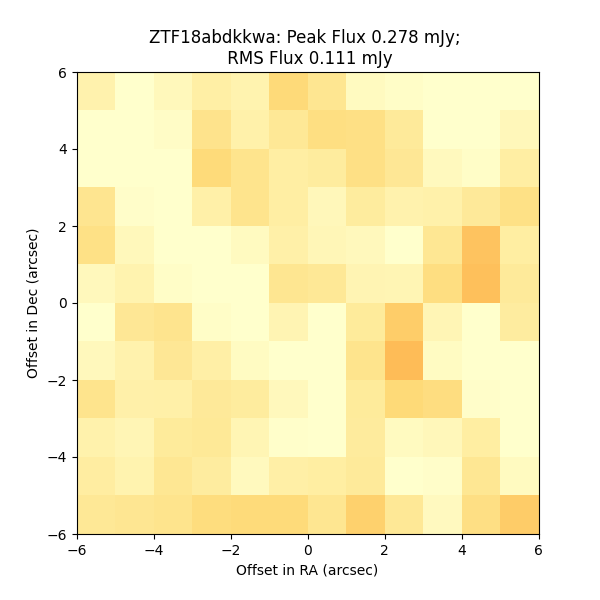 ZTF18abdkkwa: Peak Flux 0.278 mJy;
RMS Flux 0.111 mJy
6
4
2
0
−2
−4
−6
Offset in Dec (arcsec)
−6 −4 −2 0 2 4 6
Offset in RA (arcsec)